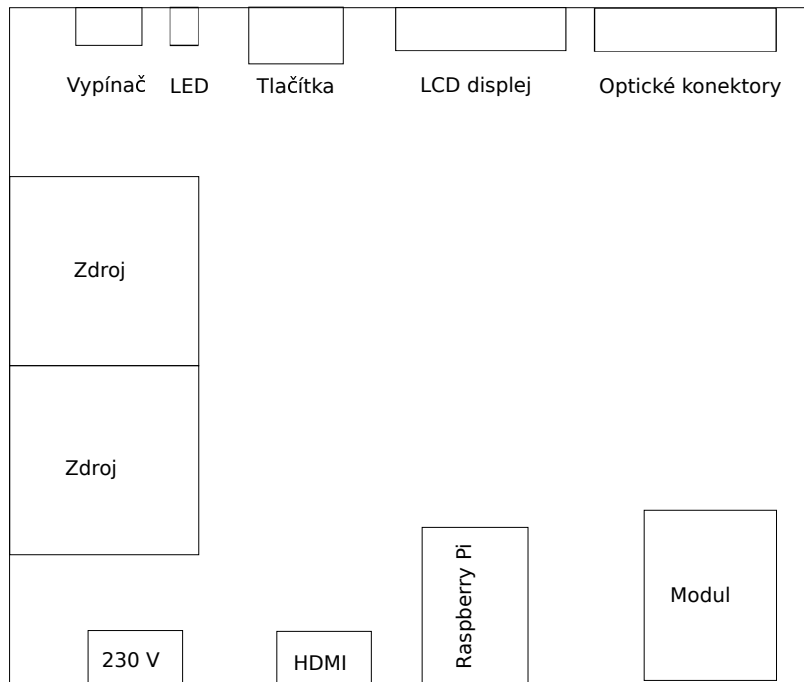 Vypínač
LED
Tlačítka
LCD displej
Optické konektory
Zdroj
Zdroj
Raspberry Pi
Modul
230 V
HDMI